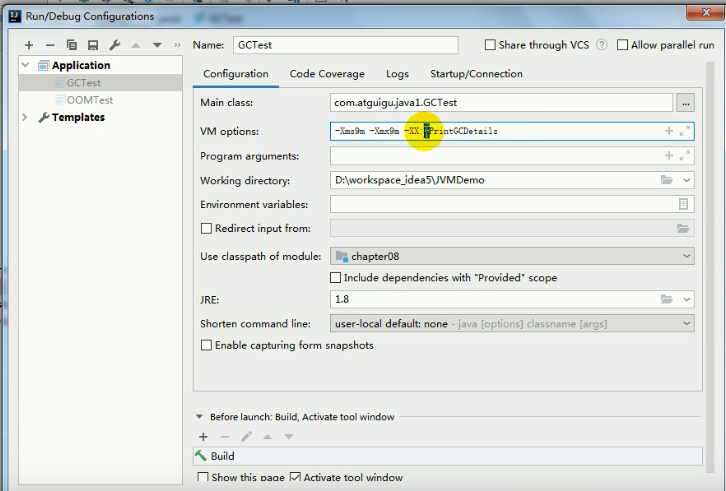 Run/Debug Configurations
Name: GCTest Share through VCS ? Allow parallel run
Application
GCTest
OOMTest
Templates
Configuration Code Coverage Logs Startup/Connection
Main class: com.atguigu.java1.GCTest ...
VM options: -Xms9m -Xmx9m -XX:+PrintGCDetails
Program arguments:
Working directory: D:\workspace_idea5\JVMDemo
Environment variables:
Redirect input from:
Use classpath of module: chapter08
Include dependencies with "Provided" scope
JRE: 1.8
Shorten command line: user-local default: none - java [options] classname [args]
Enable capturing form snapshots
Before launch: Build, Activate tool window
Build
Show this page Activate tool window